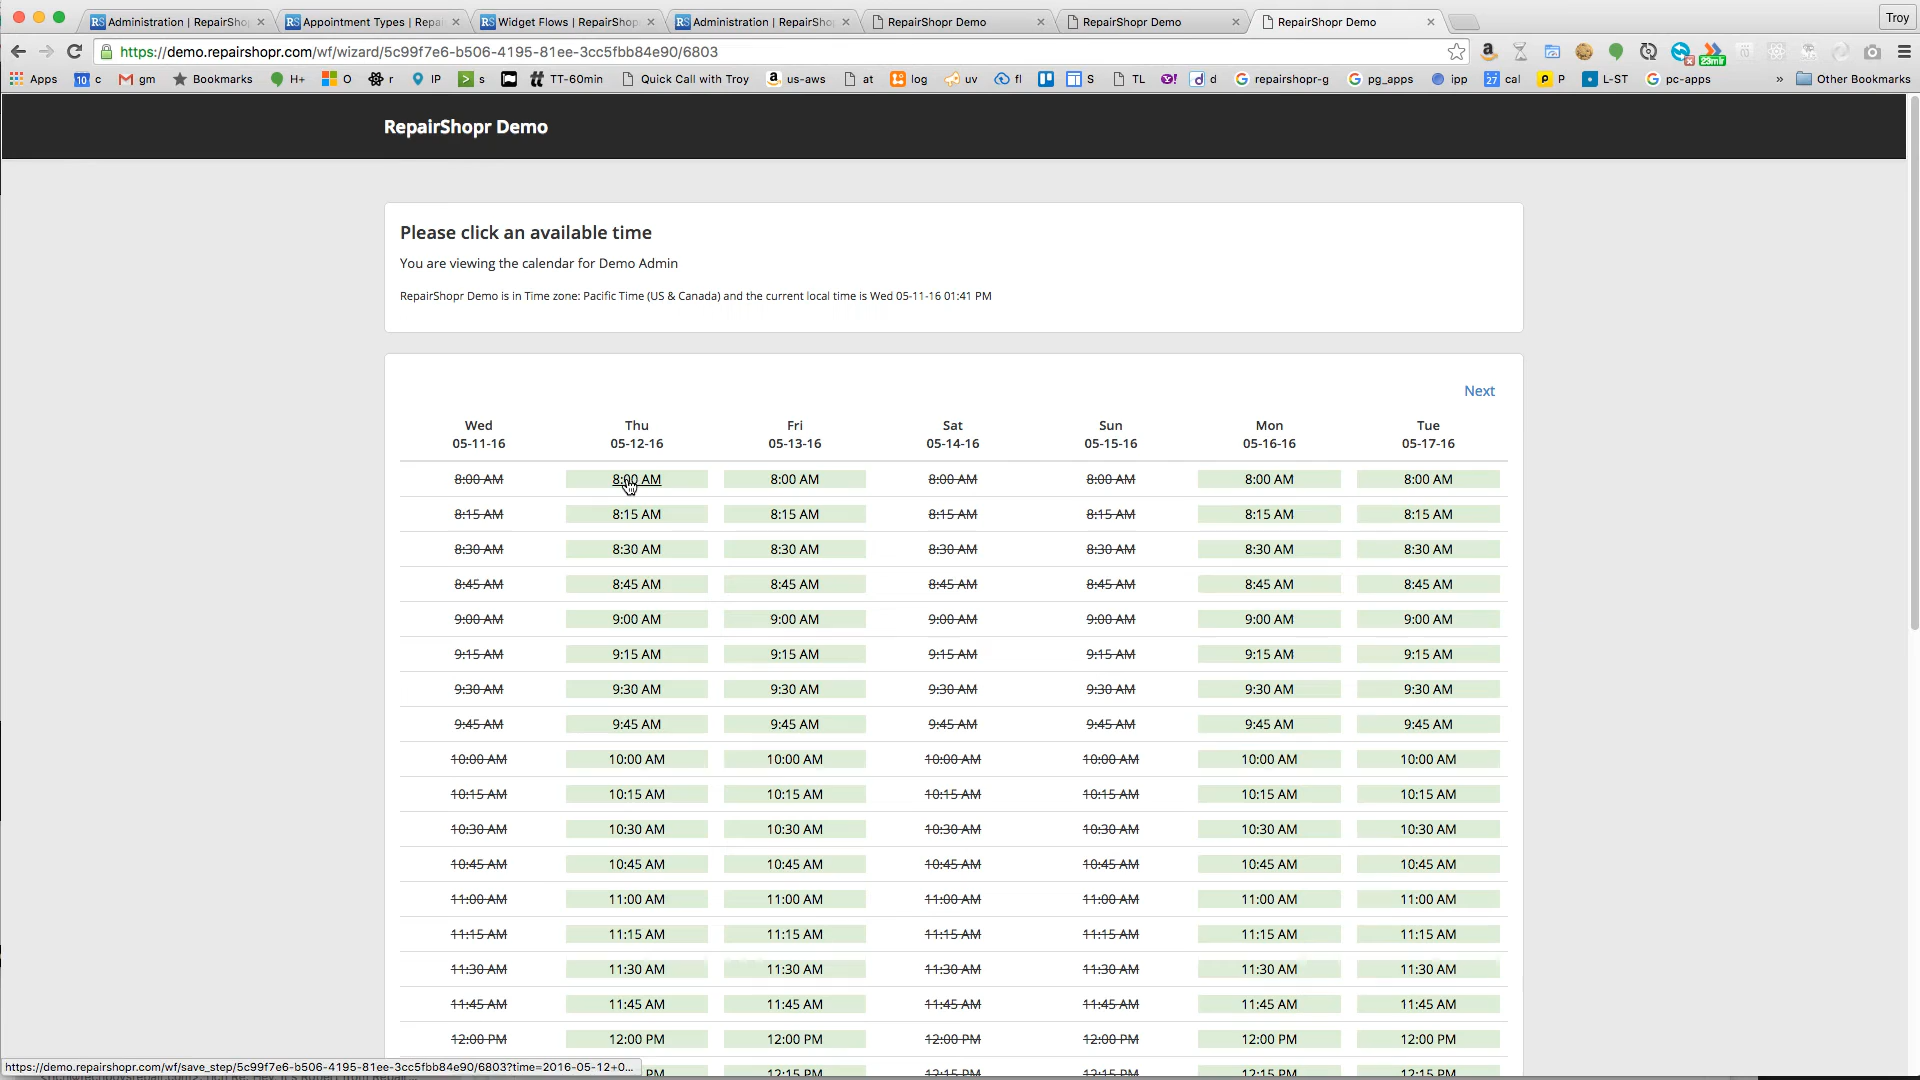 Administration | RepairSho
Appointment Types | Repai
Widget Flows | RepairShop
Administration | RepairSho
RepairShopr Demo
RepairShopr Demo
RepairShopr Demo
Troy
https://demo.repairshopr.com/wf/wizard/5c99f7e6-b506-4195-81ee-3cc5fbb84e90/6803
Apps 10 c gm Bookmarks H+ O r IP s TT-60min Quick Call with Troy us-aws at log uv fl S TL d repairshopr-g pg_apps ipp 27 cal P L-ST pc-apps » Other Bookmarks
RepairShopr Demo
Please click an available time
You are viewing the calendar for Demo Admin
RepairShopr Demo is in Time zone: Pacific Time (US & Canada) and the current local time is Wed 05-11-16 01:41 PM
Next
Wed Thu Fri Sat Sun Mon Tue
05-11-16 05-12-16 05-13-16 05-14-16 05-15-16 05-16-16 05-17-16
8:00 AM 8:00 AM 8:00 AM 8:00 AM 8:00 AM 8:00 AM 8:00 AM
8:15 AM 8:15 AM 8:15 AM 8:15 AM 8:15 AM 8:15 AM 8:15 AM
8:30 AM 8:30 AM 8:30 AM 8:30 AM 8:30 AM 8:30 AM 8:30 AM
8:45 AM 8:45 AM 8:45 AM 8:45 AM 8:45 AM 8:45 AM 8:45 AM
9:00 AM 9:00 AM 9:00 AM 9:00 AM 9:00 AM 9:00 AM 9:00 AM
9:15 AM 9:15 AM 9:15 AM 9:15 AM 9:15 AM 9:15 AM 9:15 AM
9:30 AM 9:30 AM 9:30 AM 9:30 AM 9:30 AM 9:30 AM 9:30 AM
9:45 AM 9:45 AM 9:45 AM 9:45 AM 9:45 AM 9:45 AM 9:45 AM
10:00 AM 10:00 AM 10:00 AM 10:00 AM 10:00 AM 10:00 AM 10:00 AM
10:15 AM 10:15 AM 10:15 AM 10:15 AM 10:15 AM 10:15 AM 10:15 AM
10:30 AM 10:30 AM 10:30 AM 10:30 AM 10:30 AM 10:30 AM 10:30 AM
10:45 AM 10:45 AM 10:45 AM 10:45 AM 10:45 AM 10:45 AM 10:45 AM
11:00 AM 11:00 AM 11:00 AM 11:00 AM 11:00 AM 11:00 AM 11:00 AM
11:15 AM 11:15 AM 11:15 AM 11:15 AM 11:15 AM 11:15 AM 11:15 AM
11:30 AM 11:30 AM 11:30 AM 11:30 AM 11:30 AM 11:30 AM 11:30 AM
11:45 AM 11:45 AM 11:45 AM 11:45 AM 11:45 AM 11:45 AM 11:45 AM
12:00 PM 12:00 PM 12:00 PM 12:00 PM 12:00 PM 12:00 PM 12:00 PM
PM 12:15 PM 12:15 PM 12:15 PM 12:15 PM 12:15 PM
https://demo.repairshopr.com/wf/save_step/5c99f7e6-b506-4195-81ee-3cc5fbb84e90/6803?time=2016-05-12+0...